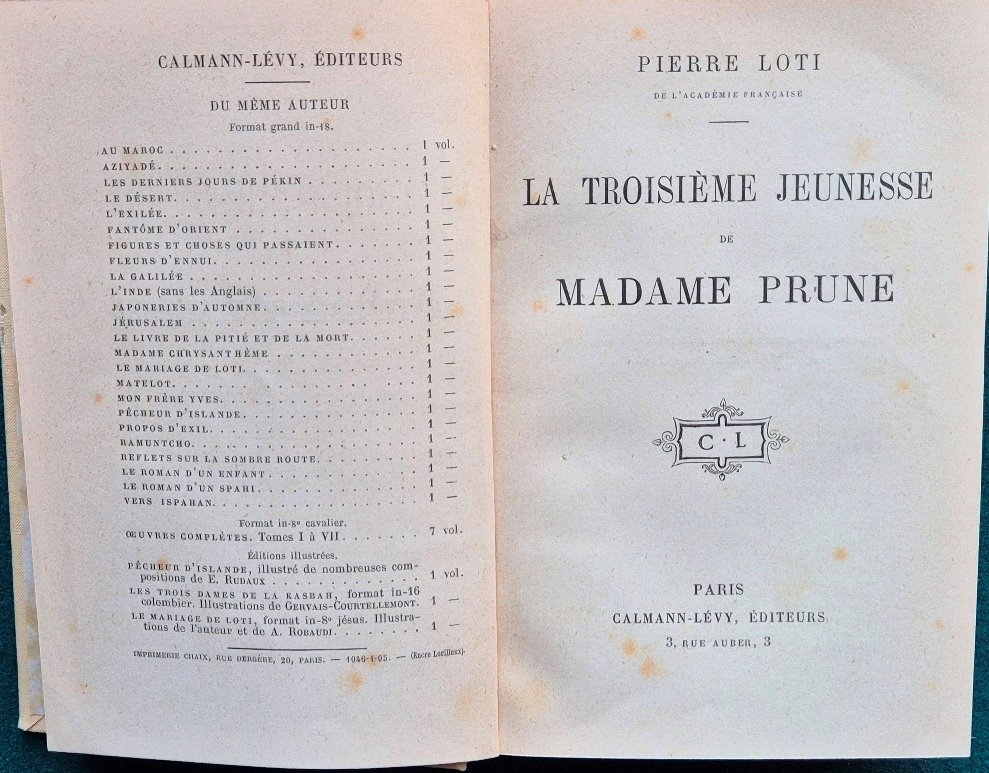 CALMANN-LÉVY, ÉDITEURS
DU MÊME AUTEUR
Format grand in-18.
AU MAROC . . . . . . . . . . . . . . . . . . . . 1 vol.
AZIYADÉ. . . . . . . . . . . . . . . . . . . . 1 —
LES DERNIERS JOURS DE PÉKIN . . . . . . . . 1 —
LE DÉSERT. . . . . . . . . . . . . . . . . . . 1 —
L'EXILÉE. . . . . . . . . . . . . . . . . . . . 1 —
FANTÔME D'ORIENT . . . . . . . . . . . . . . 1 —
FIGURES ET CHOSES QUI PASSAIENT. . . . . . 1 —
FLEURS D'ENNUI. . . . . . . . . . . . . . . . 1 —
LA GALILÉE . . . . . . . . . . . . . . . . . . 1 —
L'INDE (sans les Anglais) . . . . . . . . . . . . 1 —
JAPONERIES D'AUTOMNE. . . . . . . . . . . . 1 —
JÉRUSALEM . . . . . . . . . . . . . . . . . . 1 —
LE LIVRE DE LA PITIÉ ET DE LA MORT. . . . . 1 —
MADAME CHRYSANTHÈME . . . . . . . . . . . 1 —
LE MARIAGE DE LOTI. . . . . . . . . . . . . . 1 —
MATELOT. . . . . . . . . . . . . . . . . . . . 1 —
MON FRÈRE YVES. . . . . . . . . . . . . . . . 1 —
PÊCHEUR D'ISLANDE. . . . . . . . . . . . . . 1 —
PROPOS D'EXIL. . . . . . . . . . . . . . . . . 1 —
RAMUNTCHO. . . . . . . . . . . . . . . . . . 1 —
REFLETS SUR LA SOMBRE ROUTE. . . . . . . . 1 —
LE ROMAN D'UN ENFANT . . . . . . . . . . . 1 —
LE ROMAN D'UN SPAHI. . . . . . . . . . . . . 1 —
VERS ISPAHAN. . . . . . . . . . . . . . . . . 1 —
Format in-8º cavalier.
ŒUVRES COMPLÈTES. Tomes I à VII. . . . . . . 7 vol.
Éditions illustrées.
PÊCHEUR D'ISLANDE, illustré de nombreuses com-
positions de E. RUDAUX . . . . . . . . . . . . . 1 vol.
LES TROIS DAMES DE LA KASBAH, format in-16
colombier. Illustrations de GERVAIS-COURTELLEMONT. 1 —
LE MARIAGE DE LOTI, format in-8º jésus. Illustra-
tions de l'auteur et de A. ROBAUDI. . . . . . . . 1 —
IMPRIMERIE CHAIX, RUE BERGÈRE, 20, PARIS. — 1046-1-05. — (Encre Lorilleux).
PIERRE LOTI
DE L'ACADÉMIE FRANÇAISE
LA TROISIÈME JEUNESSE
DE
MADAME PRUNE
C·L
PARIS
CALMANN-LÉVY, ÉDITEURS
3, RUE AUBER, 3